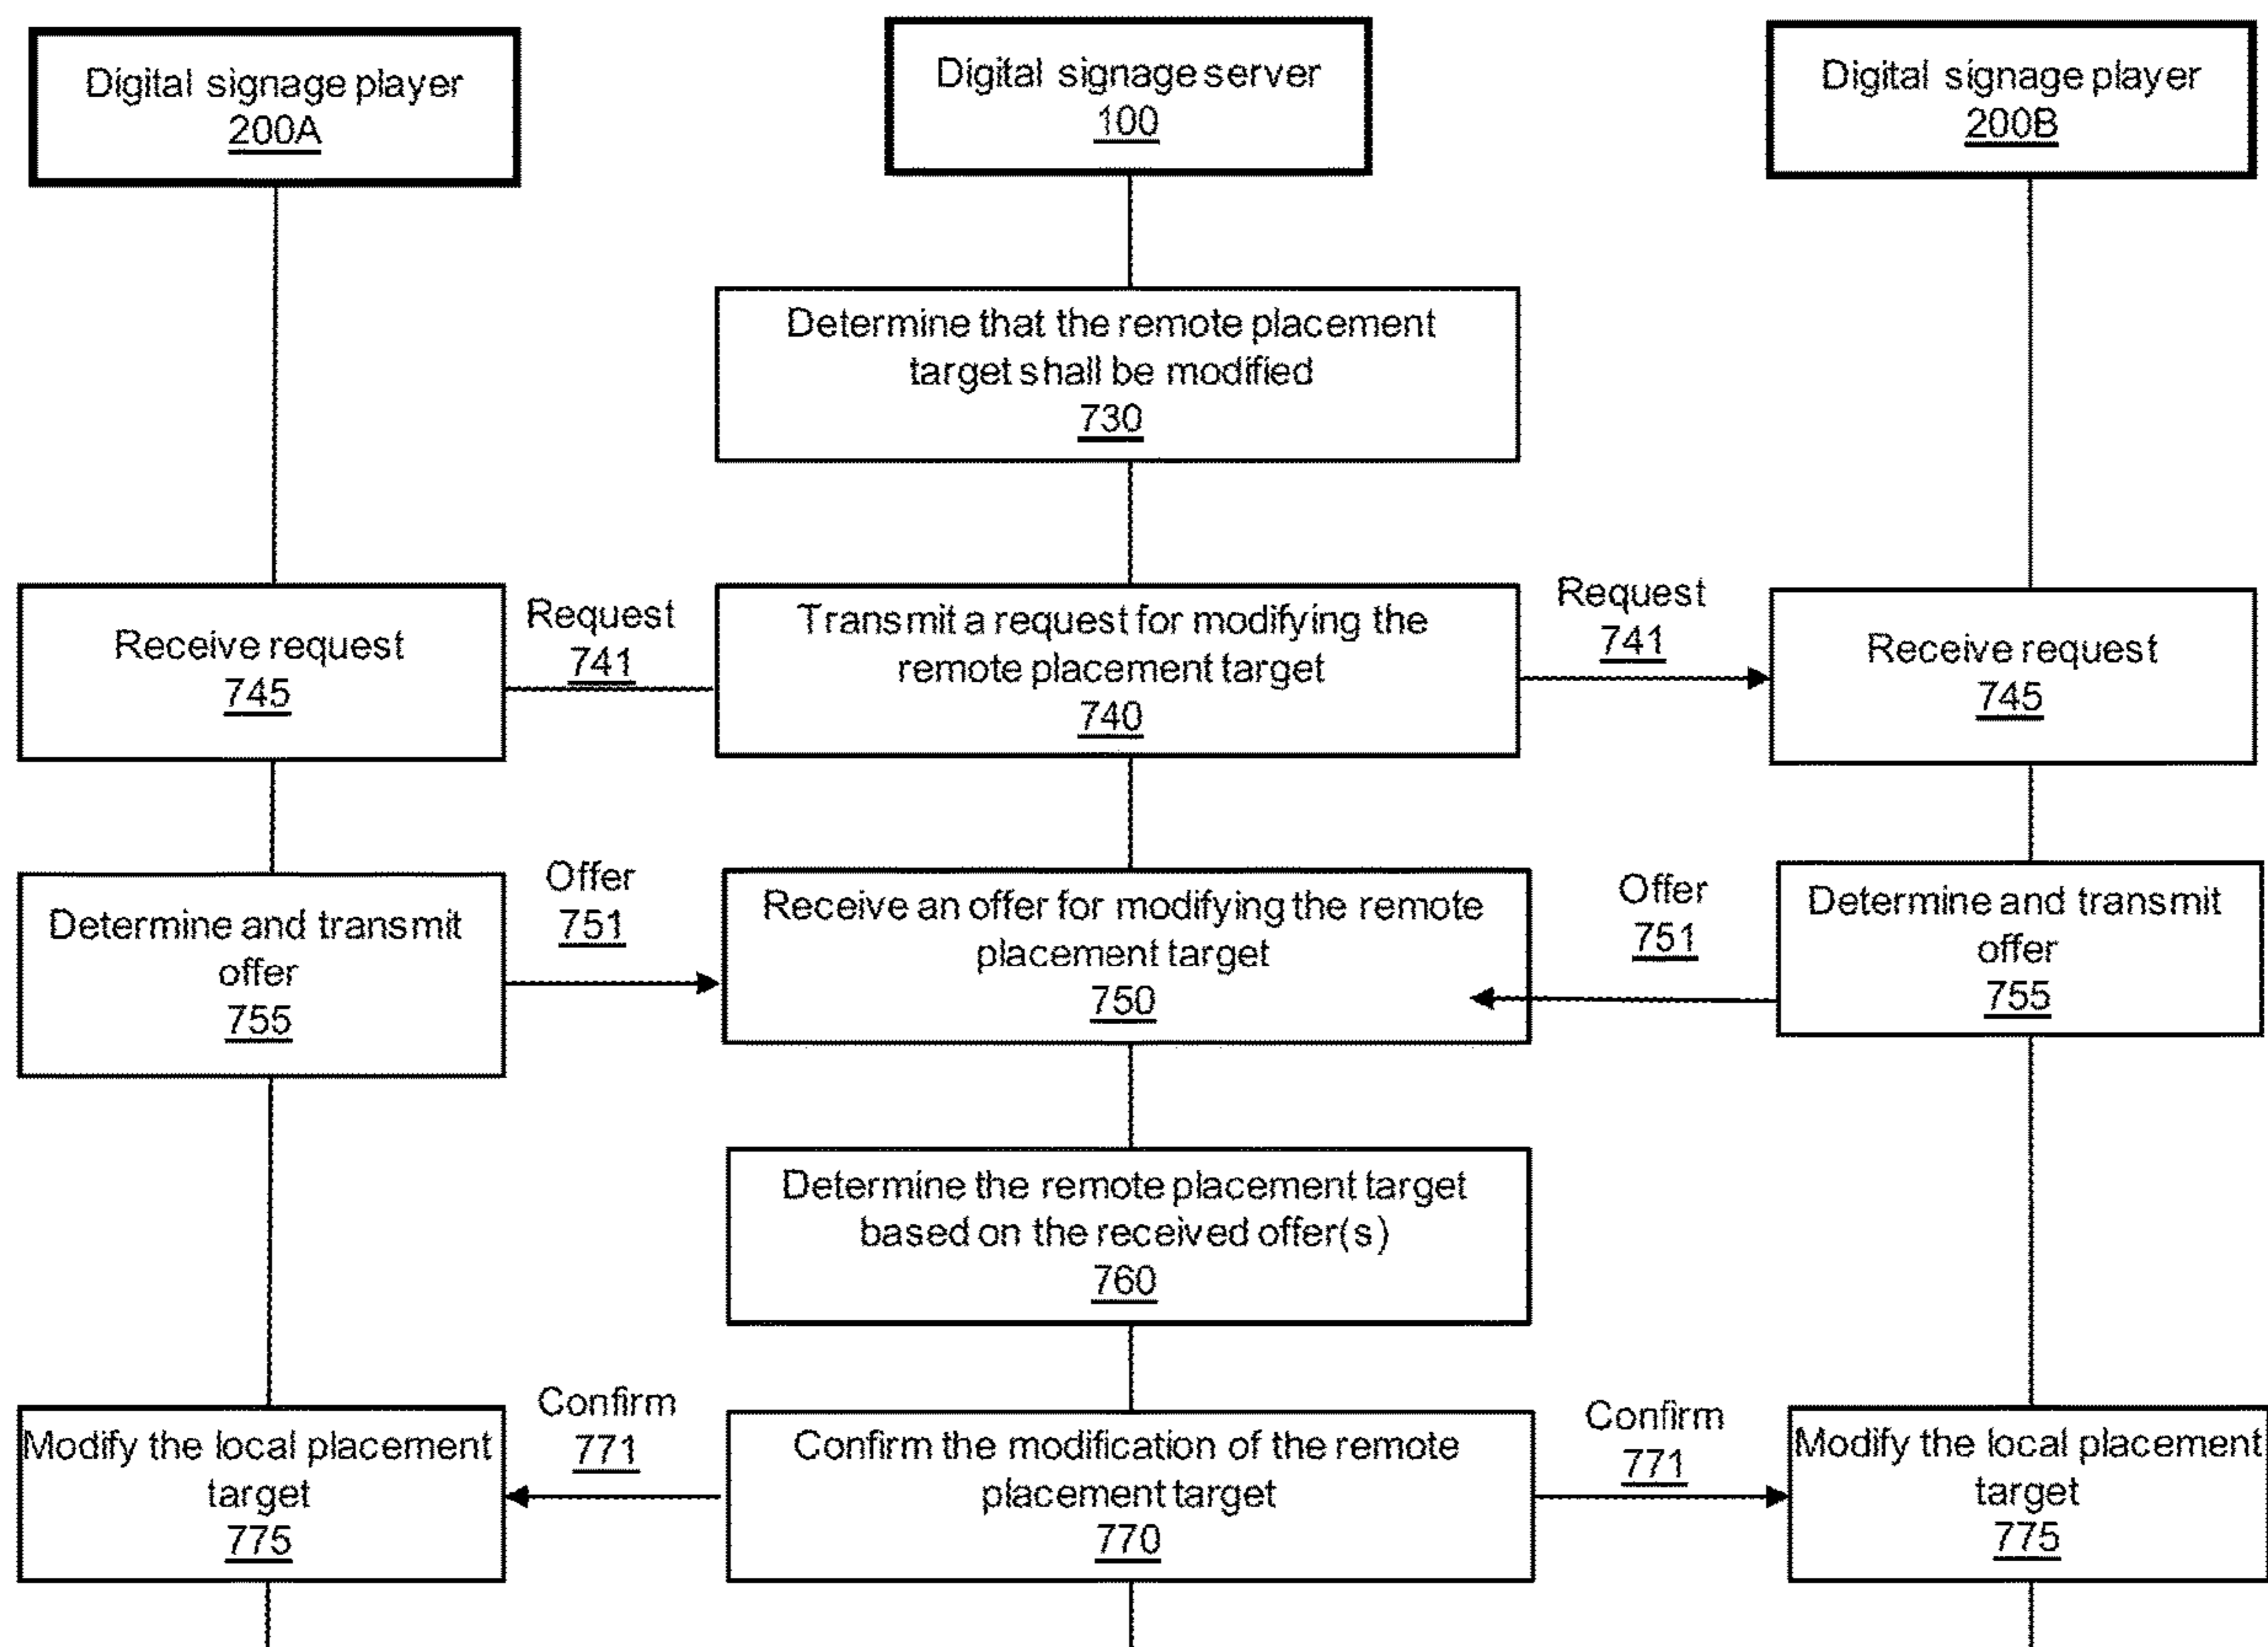 Digital signage player
200A
Digital signage server
100
Digital signage player
200B
Determine that the remote placement
target shall be modified
730
Receive request
745
Request
741
Transmit a request for modifying the
remote placement target
740
Request
741
Receive request
745
Determine and transmit
offer
755
Offer
751
Receive an offer for modifying the remote
placement target
750
Offer
751
Determine and transmit
offer
755
Determine the remote placement target
based on the received offer(s)
760
Modify the local placement
target
775
Confirm
771
Confirm the modification of the remote
placement target
770
Confirm
771
Modify the local placement
target
775